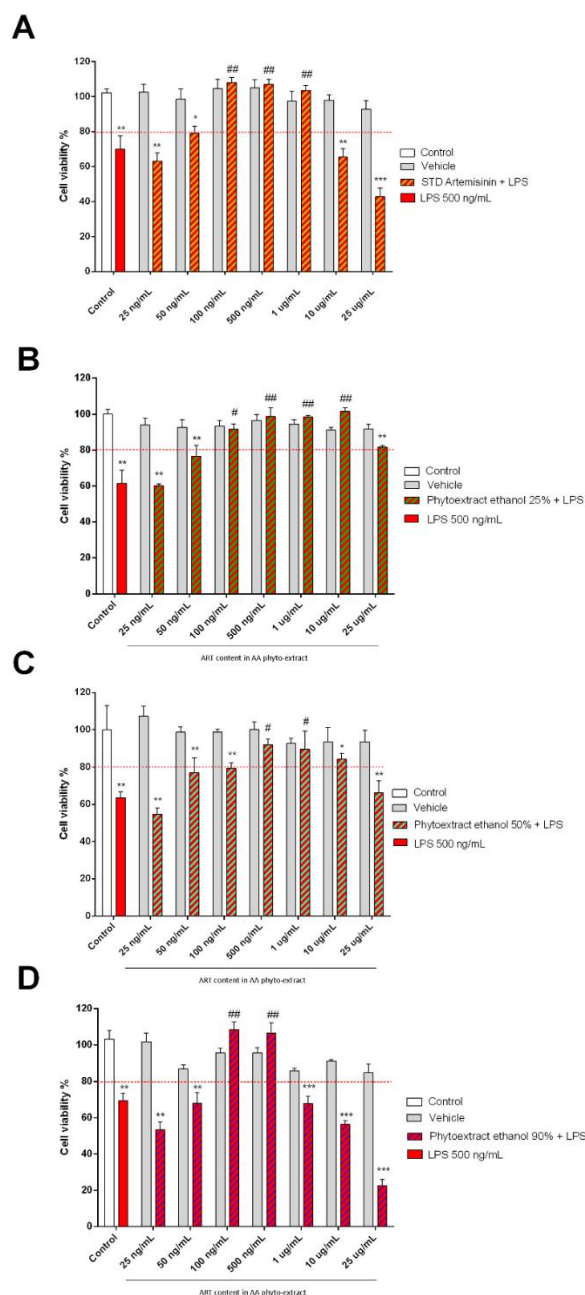 A
Cell viability %
120
100
80
60
40
20
0
** ** * ## ## ## ** ***
Control 25 ng/mL 50 ng/mL 100 ng/mL 500 ng/mL 1 ug/mL 10 ug/mL 25 ug/mL
Control
Vehicle
STD Artemisinin + LPS
LPS 500 ng/mL
B
Cell viability %
120
100
80
60
40
20
0
** ** ** # ## ## ## **
Control 25 ng/mL 50 ng/mL 100 ng/mL 500 ng/mL 1 ug/mL 10 ug/mL 25 ug/mL
ART content in AA phyto-extract
Control
Vehicle
Phytoextract ethanol 25% + LPS
LPS 500 ng/mL
C
Cell viability %
120
100
80
60
40
20
0
** ** ** ** # # * **
Control 25 ng/mL 50 ng/mL 100 ng/mL 500 ng/mL 1 ug/mL 10 ug/mL 25 ug/mL
ART content in AA phyto-extract
Control
Vehicle
Phytoextract ethanol 50% + LPS
LPS 500 ng/mL
D
Cell viability %
120
100
80
60
40
20
0
** ** ** ## ## *** *** ***
Control 25 ng/mL 50 ng/mL 100 ng/mL 500 ng/mL 1 ug/mL 10 ug/mL 25 ug/mL
ART content in AA phyto-extract
Control
Vehicle
Phytoextract ethanol 90% + LPS
LPS 500 ng/mL